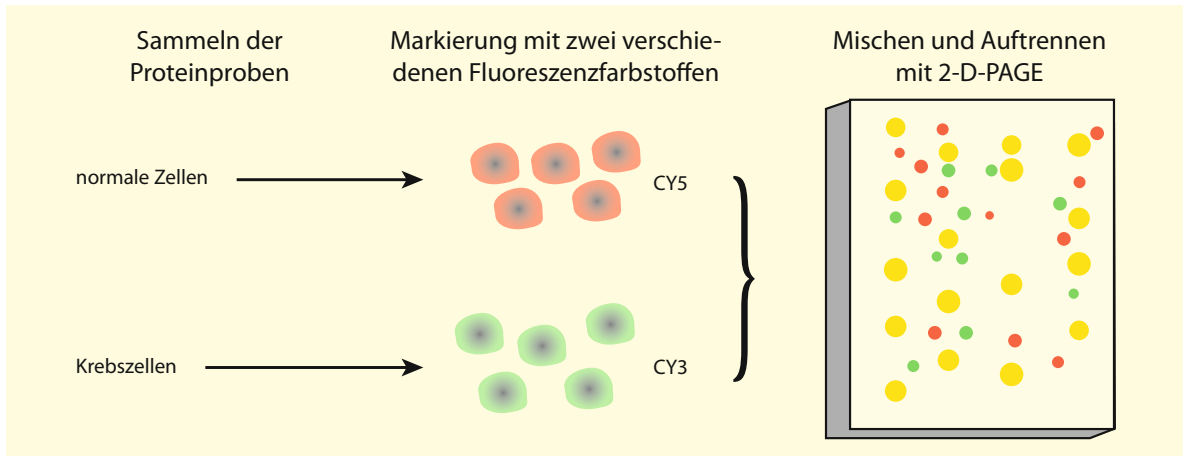 Sammeln der
Proteinproben
Markierung mit zwei verschie-
denen Fluoreszenzfarbstoffen
Mischen und Auftrennen
mit 2-D-PAGE
normale Zellen
CY5
Krebszellen
CY3